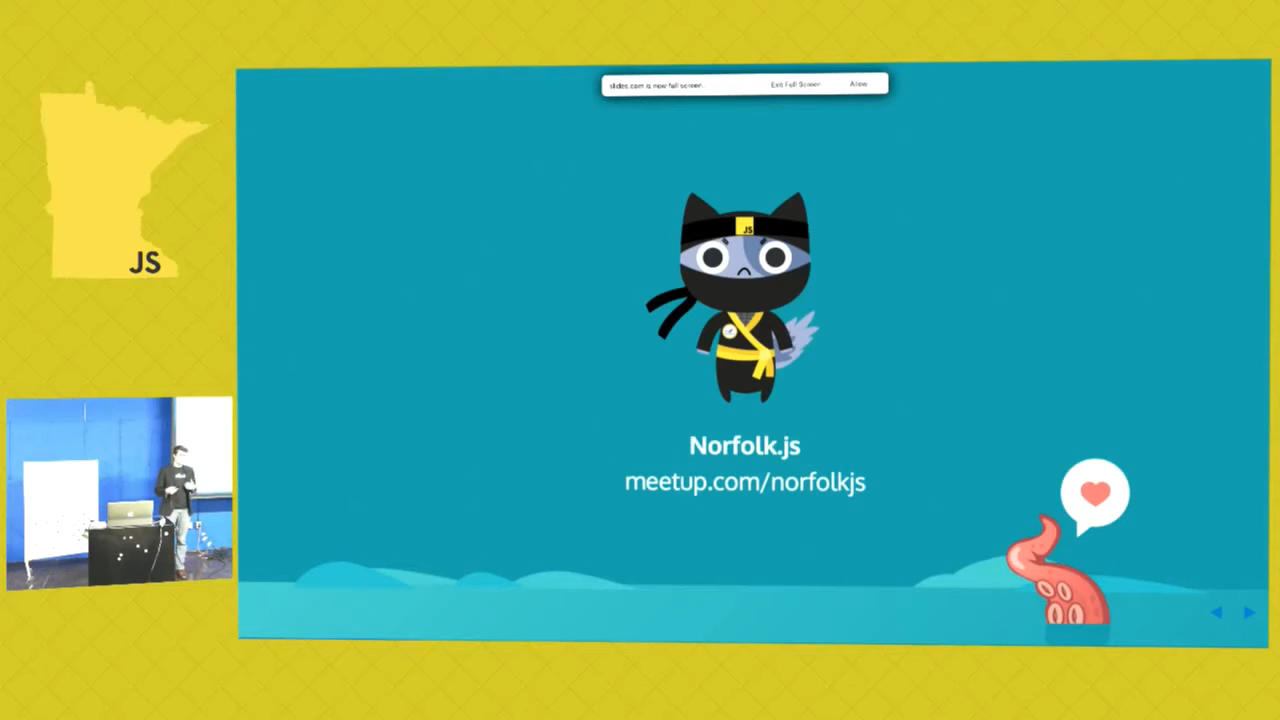 slides.com is now full screen.
Exit Full Screen
Allow
JS
JS
Norfolk.js
meetup.com/norfolkjs